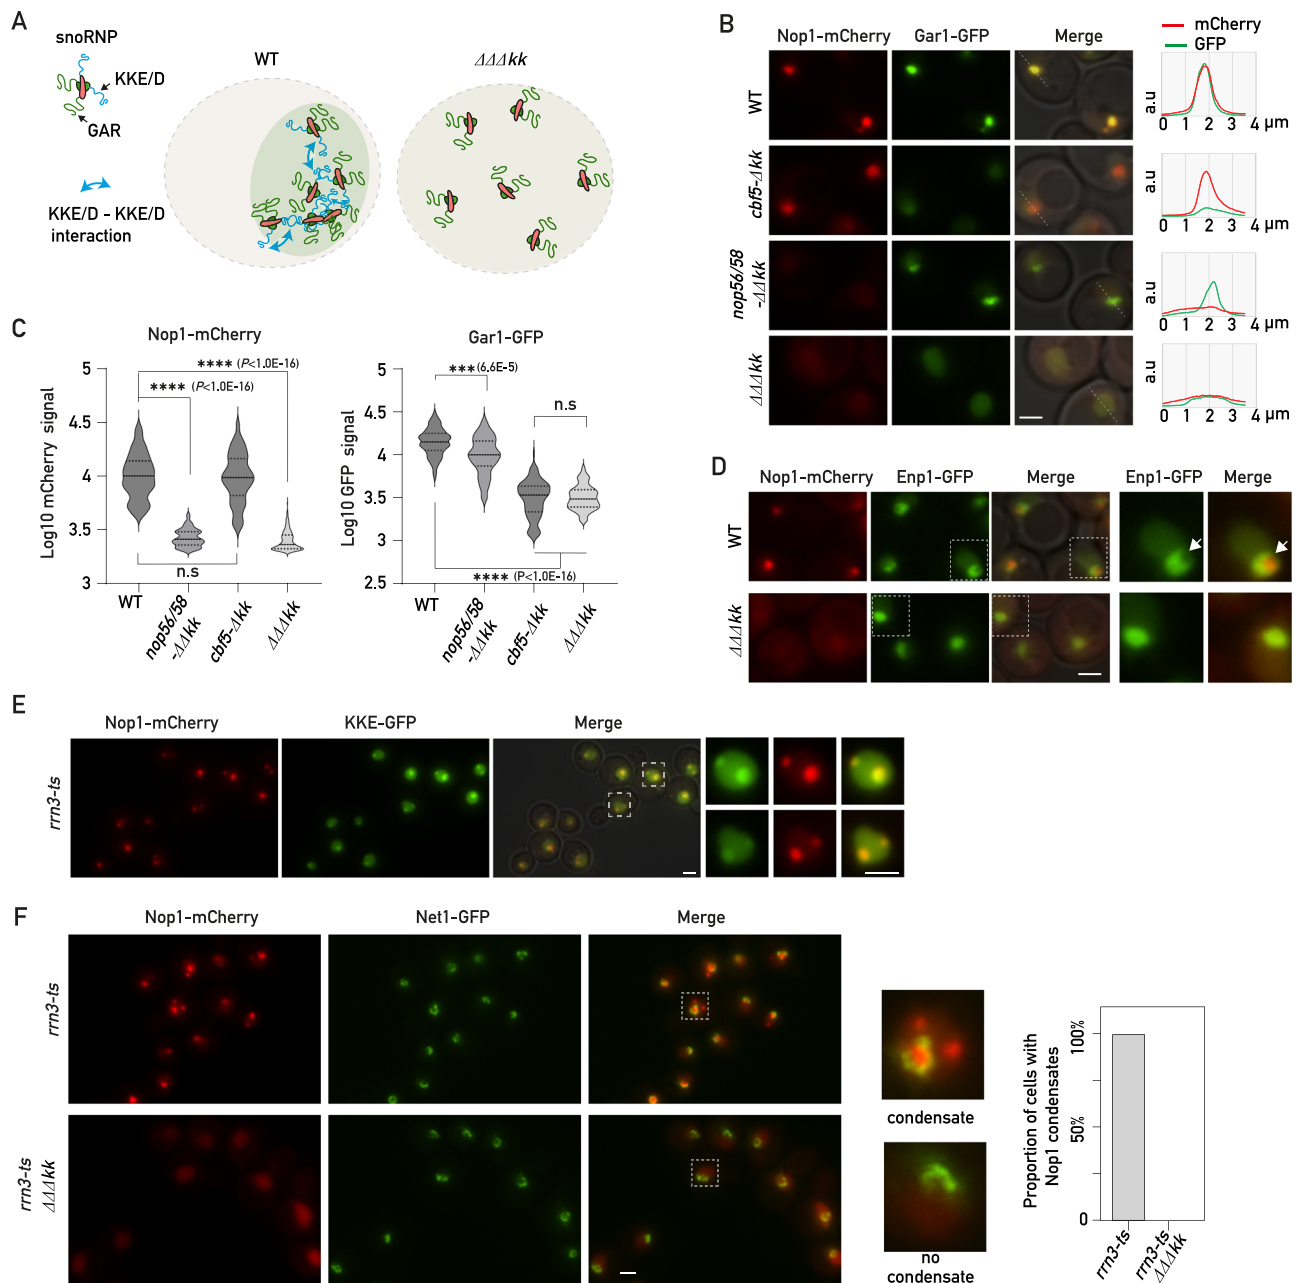 A
snoRNP
KKE/D
GAR
KKE/D - KKE/D
interaction
WT
ΔΔΔkk
B
Nop1-mCherry
Gar1-GFP
Merge
mCherry
GFP
WT
a.u
0 1 2 3 4 µm
cbf5-Δkk
a.u
0 1 2 3 4 µm
nop56/58
-ΔΔkk
a.u
0 1 2 3 4 µm
ΔΔΔkk
a.u
0 1 2 3 4 µm
C
Nop1-mCherry
Log10 mCherry signal
5
4.5
4
3.5
3
**** (P<1.0E-16)
**** (P<1.0E-16)
n.s
WT
nop56/58
-ΔΔkk
cbf5-Δkk
ΔΔΔkk
Gar1-GFP
Log10 GFP signal
5
4.5
4
3.5
3
2.5
*** (6,6E-5)
n.s
**** (P<1.0E-16)
WT
nop56/58
-ΔΔkk
cbf5-Δkk
ΔΔΔkk
D
Nop1-mCherry
Enp1-GFP
Merge
Enp1-GFP
Merge
WT
ΔΔΔkk
E
Nop1-mCherry
KKE-GFP
Merge
rrn3-ts
F
Nop1-mCherry
Net1-GFP
Merge
rrn3-ts
rrn3-ts
ΔΔΔkk
condensate
no
condensate
Proportion of cells with
Nop1 condensates
100%
50%
0
rrn3-ts
rrn3-ts
ΔΔΔkk